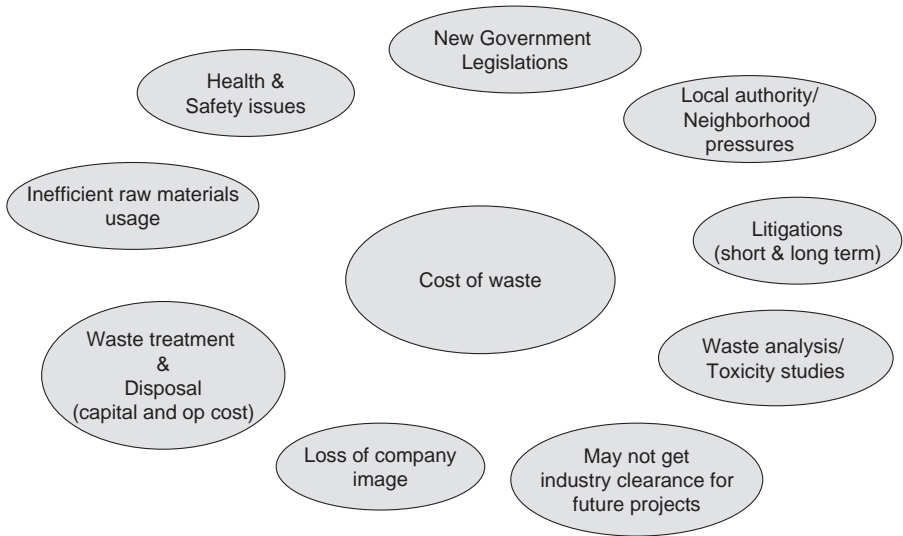 New Government
Legislations
Health &
Safety issues
Local authority/
Neighborhood
pressures
Inefficient raw materials
usage
Litigations
(short & long term)
Cost of waste
Waste treatment
&
Disposal
(capital and op cost)
Waste analysis/
Toxicity studies
Loss of company
image
May not get
industry clearance for
future projects